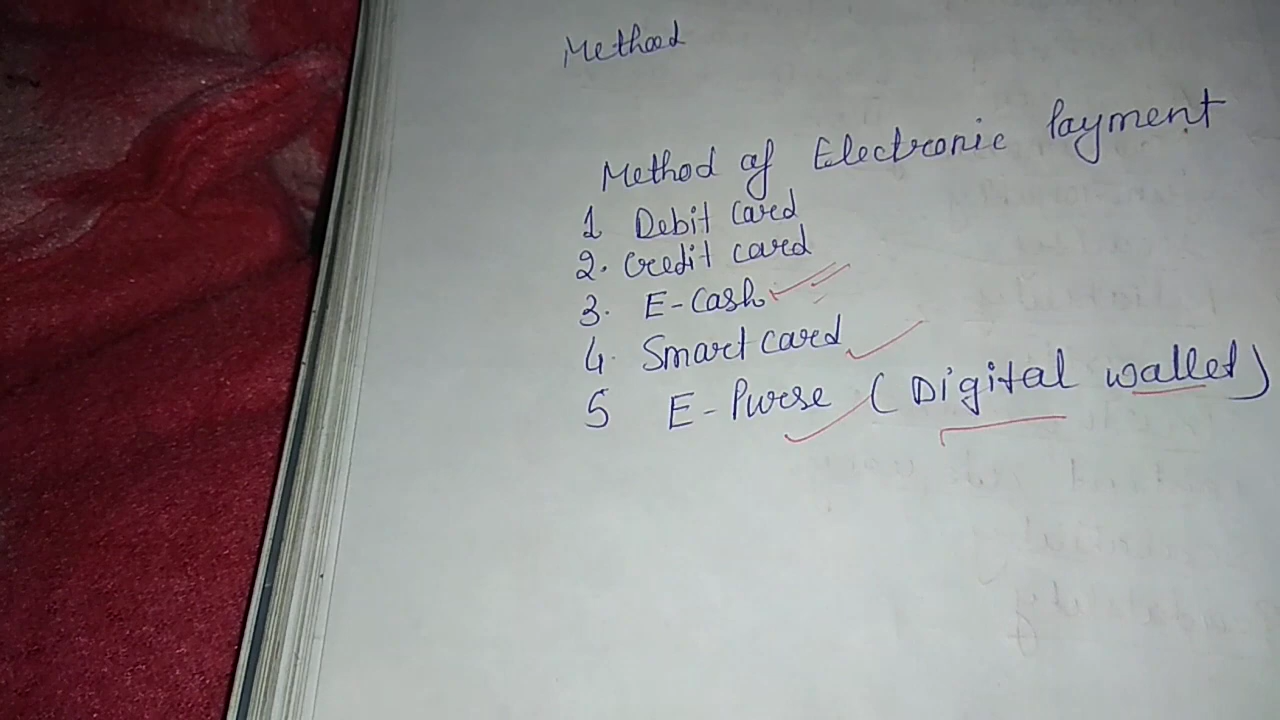 Method
Method of Electronic Payment
1 Debit Card
2. Credit card
3. E-Cash
4. Smart card
5 E-Purse (Digital wallet)